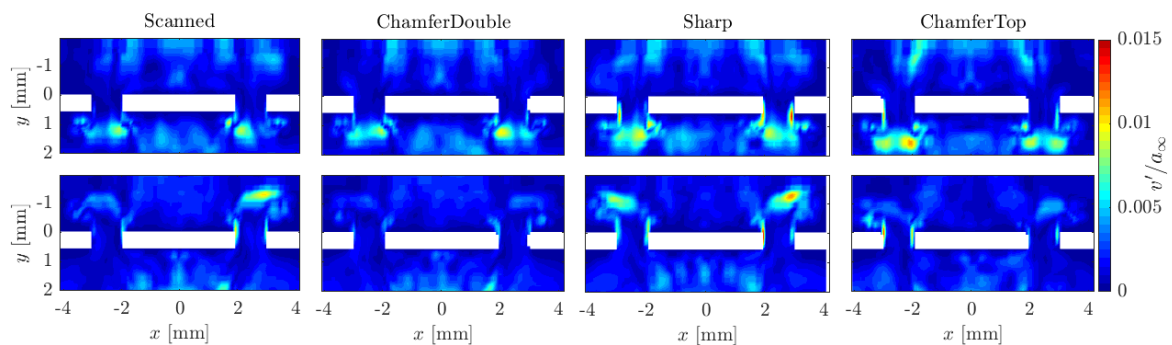 Scanned ChamferDouble Sharp ChamferTop
y [mm]
-1
0
1
2
y [mm]
-1
0
1
2
-4 -2 0 2 4 -4 -2 0 2 4 -4 -2 0 2 4 -4 -2 0 2 4
x [mm] x [mm] x [mm] x [mm]
0.015
0.01
0.005
0
v′/a∞